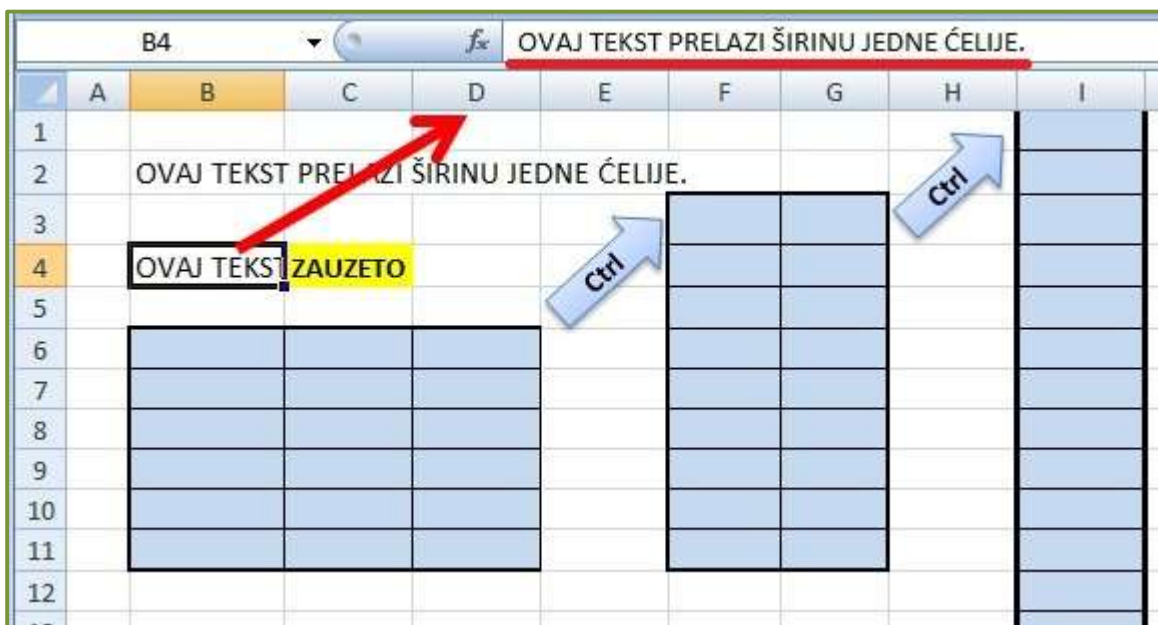 B4 fx OVAJ TEKST PRELAZI ŠIRINU JEDNE ĆELIJE.
A B C D E F G H I
1
2 OVAJ TEKST PRELAZI ŠIRINU JEDNE ĆELIJE.
Ctrl
3
4 OVAJ TEKST ZAUZETO
Ctrl
5
6
7
8
9
10
11
12